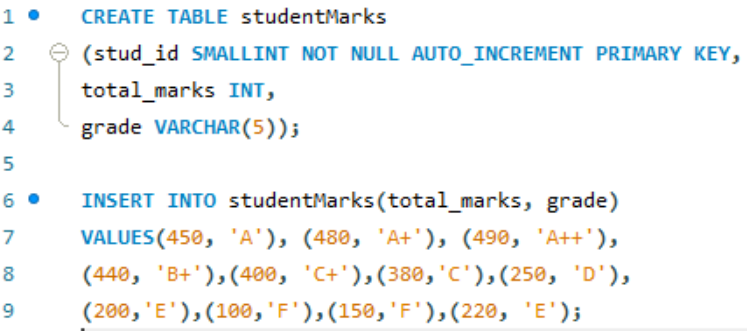 1 CREATE TABLE studentMarks
2 (stud_id SMALLINT NOT NULL AUTO_INCREMENT PRIMARY KEY,
3 total_marks INT,
4 grade VARCHAR(5));
5
6 INSERT INTO studentMarks(total_marks, grade)
7 VALUES(450, 'A'), (480, 'A+'), (490, 'A++'),
8 (440, 'B+'),(400, 'C+'),(380,'C'),(250, 'D'),
9 (200,'E'),(100,'F'),(150,'F'),(220, 'E');